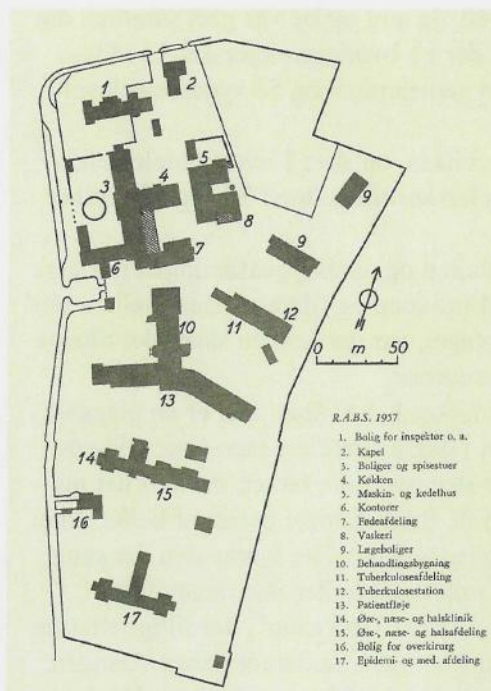 1
2
3
4
5
9
8
9
7
6
11
12
10
13
0 m 50
14
15
16
17
R.A.B.S. 1957
1. Bolig for inspektør o. a.
2. Kapel
3. Boliger og spisestuer
4. Køkken
5. Maskin- og kedelhus
6. Kontorer
7. Fødeafdeling
8. Vaskeri
9. Lægeboliger
10. Behandlingsbygning
11. Tuberkuloseafdeling
12. Tuberkulosestation
13. Patientfløje
14. Øre-, næse- og halsklinik
15. Øre-, næse- og halsafdeling
16. Bolig for overkirurg
17. Epidemi- og med. afdeling